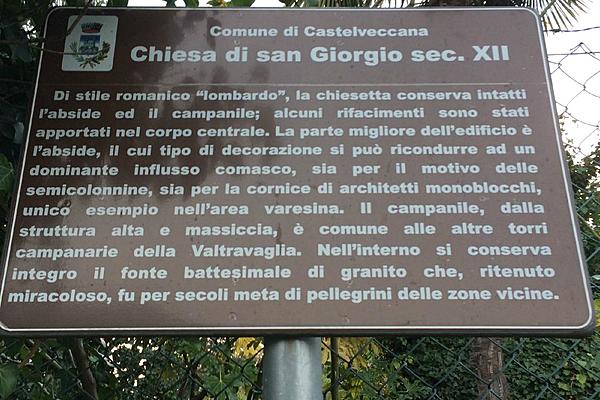 Comune di Castelveccana
Chiesa di san Giorgio sec. XII
Di stile romanico “lombardo”, la chiesetta conserva intatti
l’abside ed il campanile; alcuni rifacimenti sono stati
apportati nel corpo centrale. La parte migliore dell’edificio è
l’abside, il cui tipo di decorazione si può ricondurre ad un
dominante influsso comasco, sia per il motivo delle
semicolonnine, sia per la cornice di architetti monoblocchi,
unico esempio nell’area varesina. Il campanile, dalla
struttura alta e massiccia, è comune alle altre torri
campanarie della Valtravaglia. Nell’interno si conserva
integro il fonte battesimale di granito che, ritenuto
miracoloso, fu per secoli meta di pellegrini delle zone vicine.